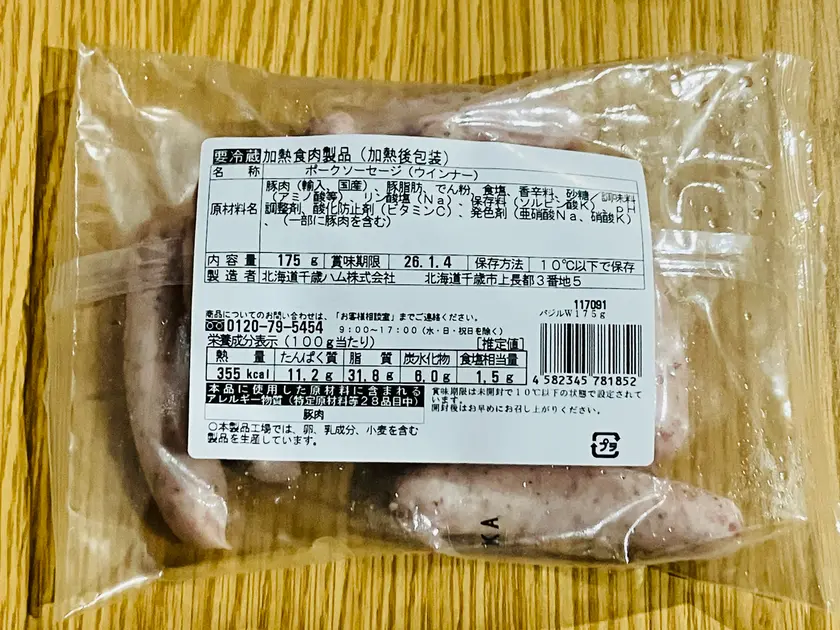 要冷蔵 加熱食肉製品（加熱後包装）
名 称 ポークソーセージ（ウインナー）
原材料名 豚肉（輸入、国産）、豚脂肪、でん粉、食塩、香辛料、砂糖／調味料
（アミノ酸等）、リン酸塩（Na）、保存料（ソルビン酸K）、pH
調整剤、酸化防止剤（ビタミンC）、発色剤（亜硝酸Na、硝酸K）
、（一部に豚肉を含む）
内容量 175 g 賞味期限 26.1.4 保存方法 10℃以下で保存
製造者 北海道千歳ハム株式会社 北海道千歳市上長都3番地5
117091
バジルW175g
商品についてのお問い合わせは、「お客様相談室」までご連絡ください。
0120-79-5454 9:00～17:00（水・日・祝日を除く）
栄養成分表示（100g当たり） [推定値]
熱 量 たんぱく質 脂 質 炭水化物 食塩相当量
355 kcal 11.2 g 31.8 g 6.0 g 1.5 g
4 582345 781852
本品に使用した原材料に含まれる
アレルギー物質（特定原材料等28品目中）
豚肉
賞味期限は未開封で10℃以下の状態で設定されて
います。
開封後はお早めにお召し上がりください。
○本製品工場では、卵、乳成分、小麦を含む
製品を生産しています。
プラ
KA